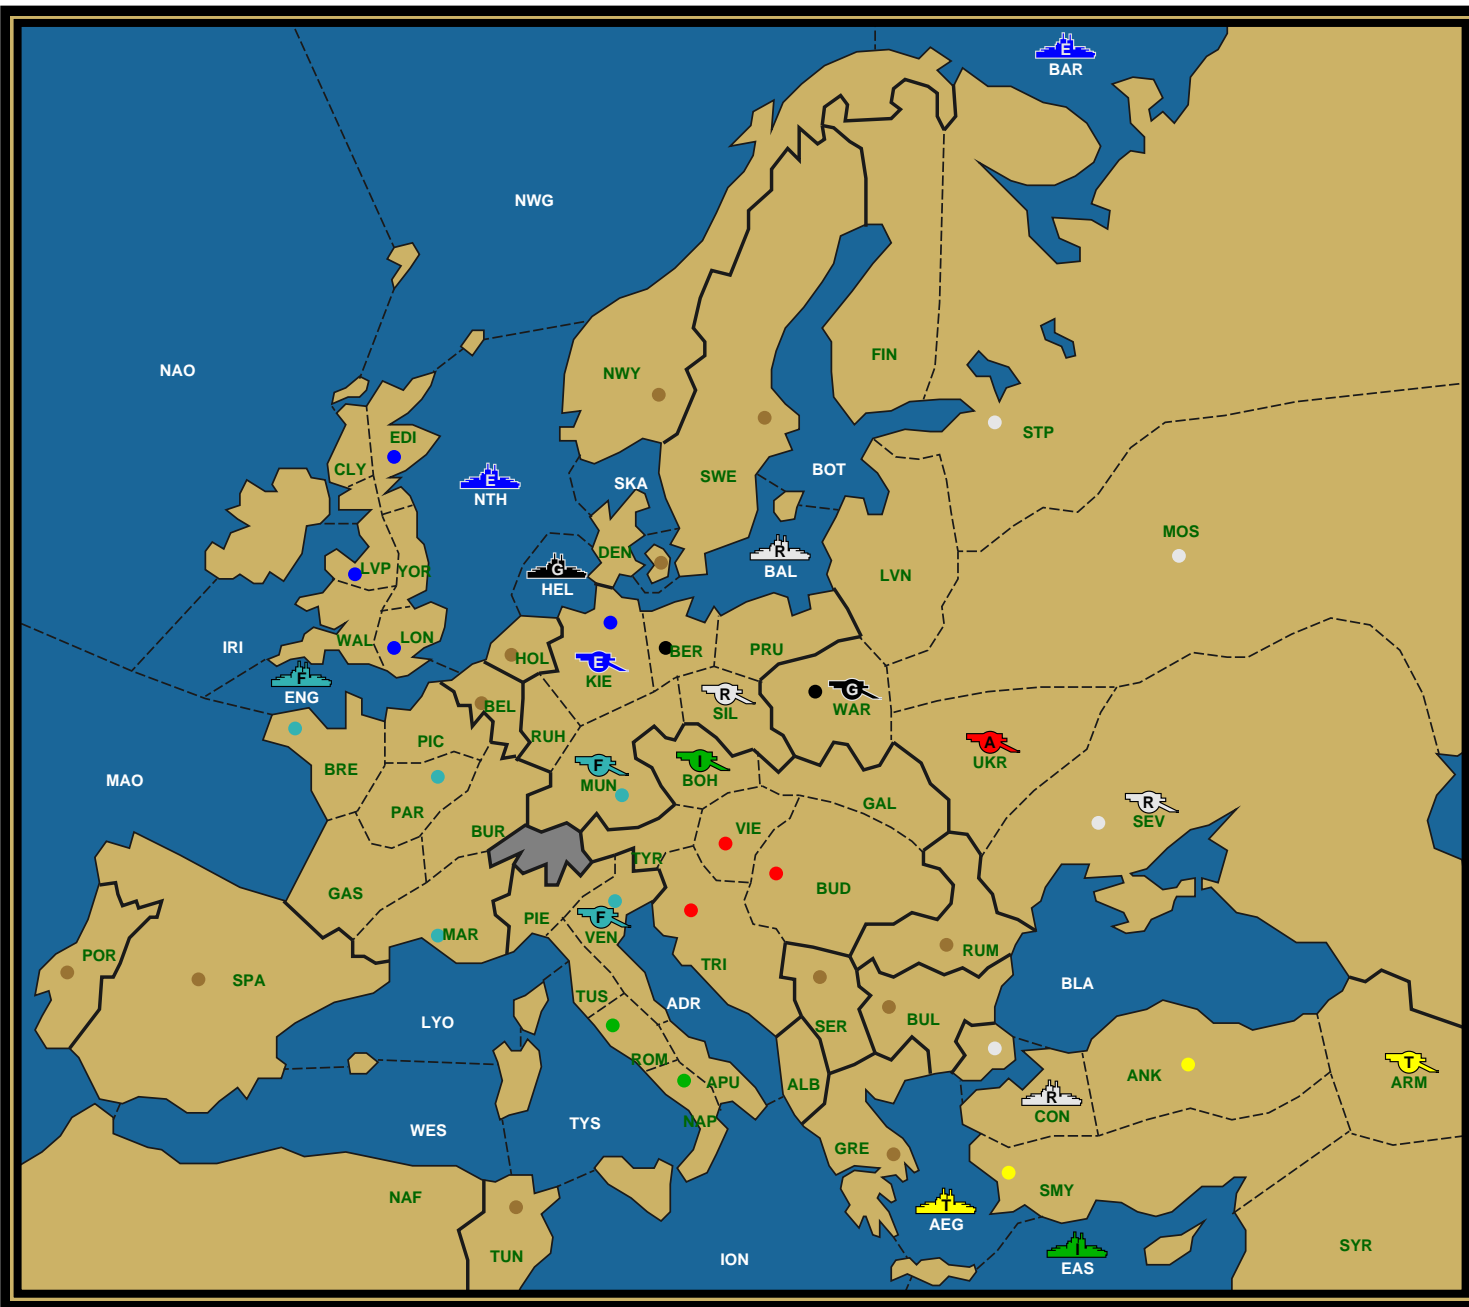 E
BAR
NWG
NAO
FIN
NWY
EDI
STP
CLY
SWE
BOT
SKA
E
NTH
MOS
DEN
R
BAL
G
HEL
LVP
YOR
LVN
IRI
WAL
LON
HOL
E
KIE
BER
PRU
F
ENG
BEL
R
SIL
G
WAR
PIC
RUH
A
UKR
BRE
F
MUN
I
BOH
MAO
PAR
BUR
VIE
GAL
R
SEV
TYR
GAS
BUD
PIE
F
VEN
MAR
POR
SPA
TRI
RUM
BLA
TUS
ADR
LYO
SER
BUL
ROM
APU
ALB
ANK
T
ARM
R
CON
WES
TYS
NAP
GRE
NAF
SMY
T
AEG
TUN
ION
I
EAS
SYR